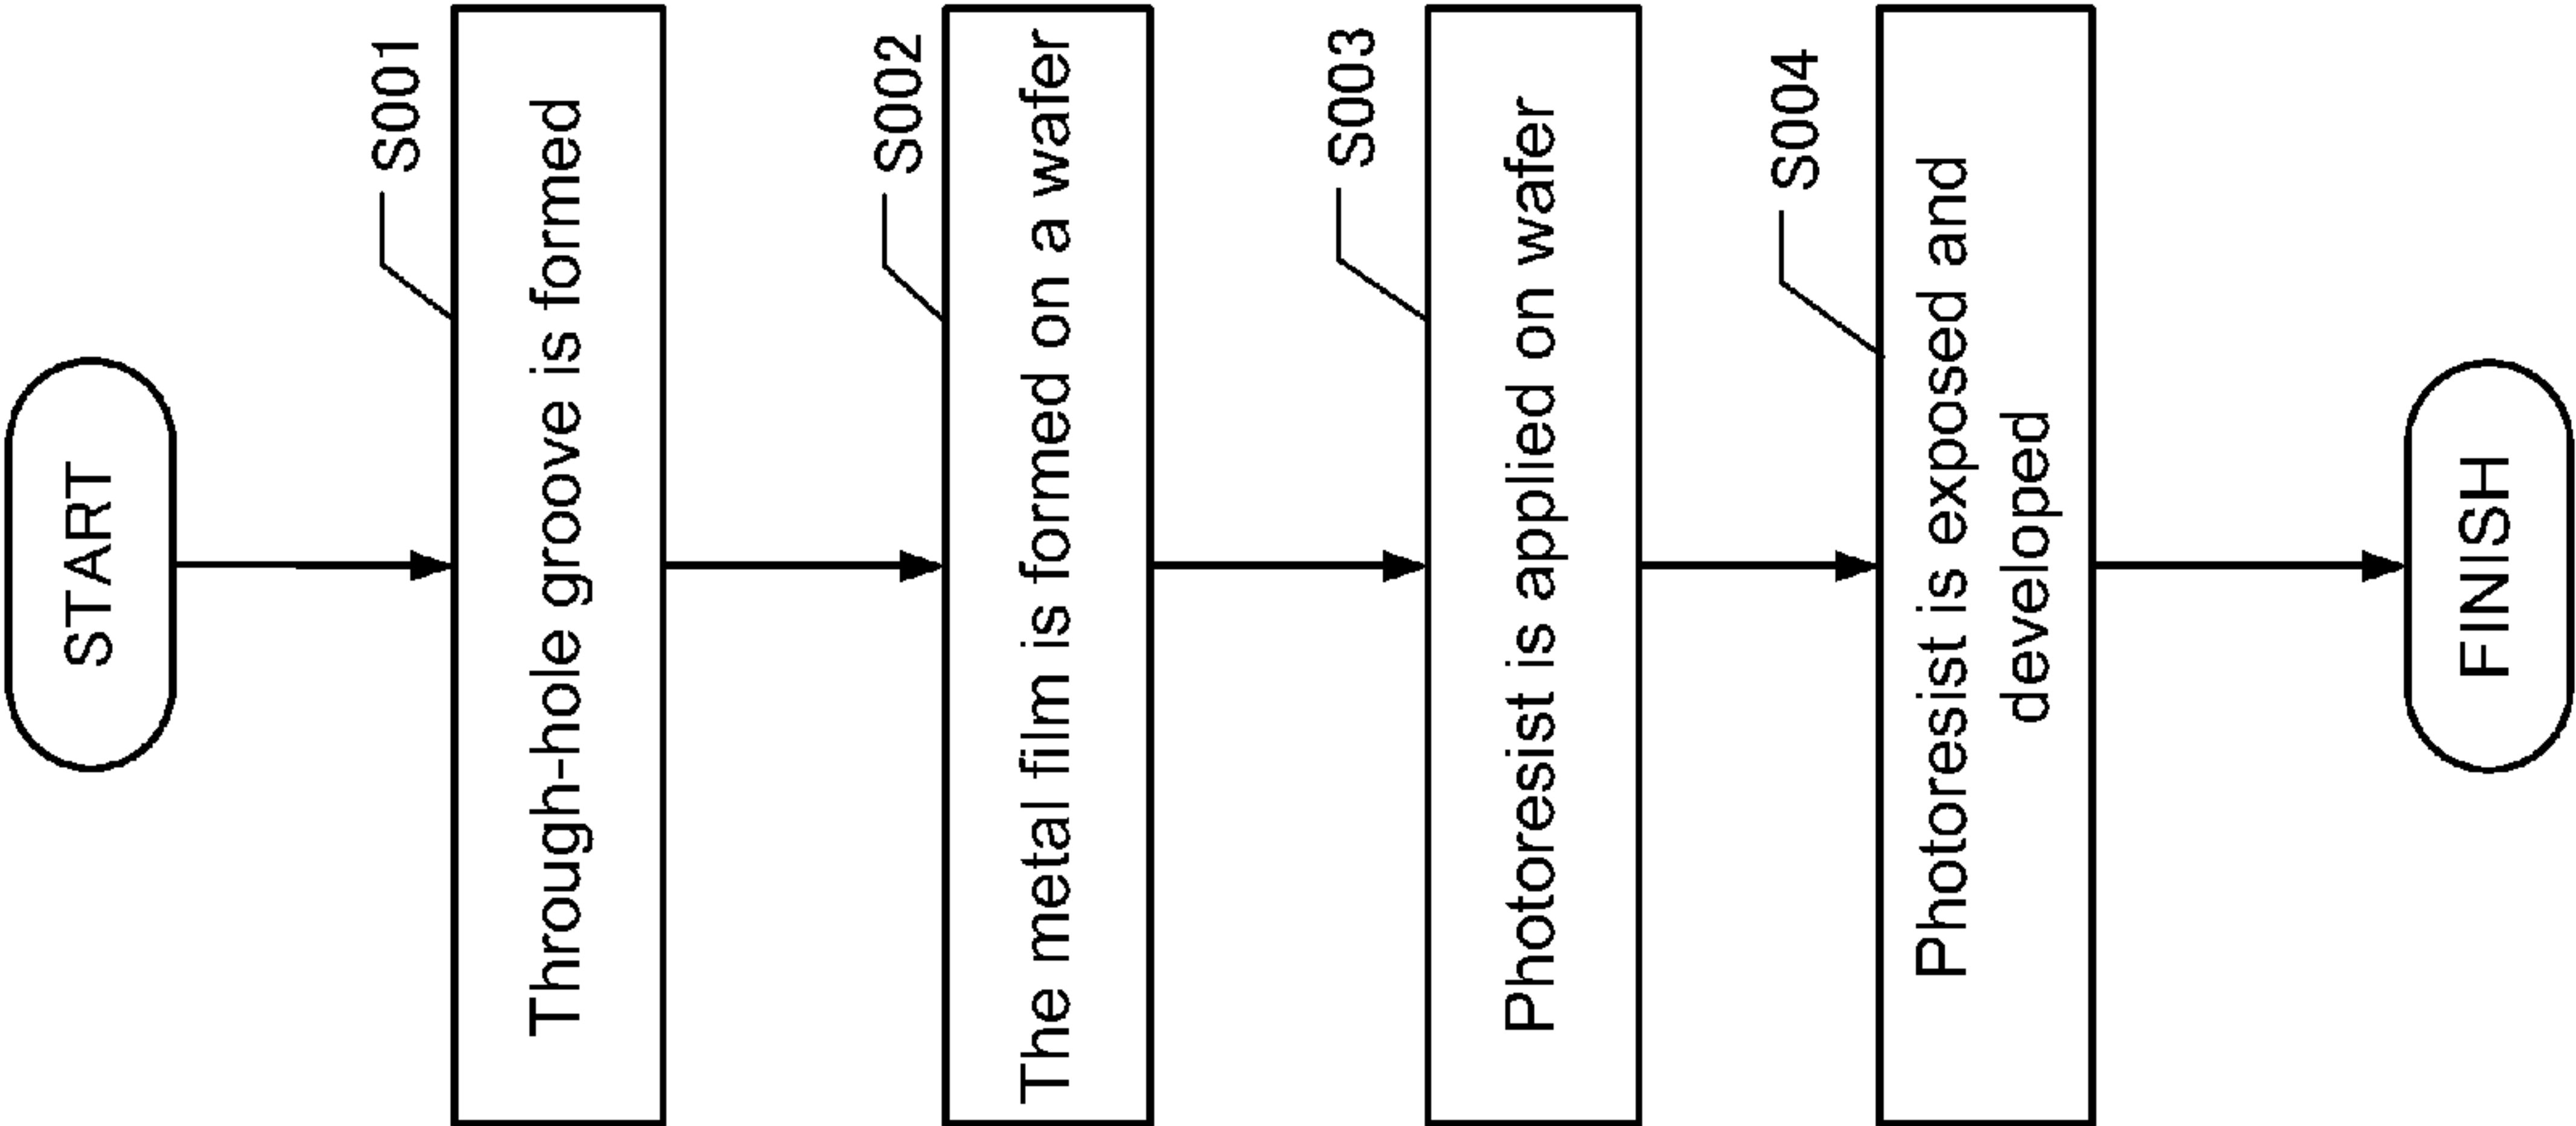 START
S001
Through-hole groove is formed
S002
The metal film is formed on a wafer
S003
Photoresist is applied on wafer
S004
Photoresist is exposed and
developed
FINISH